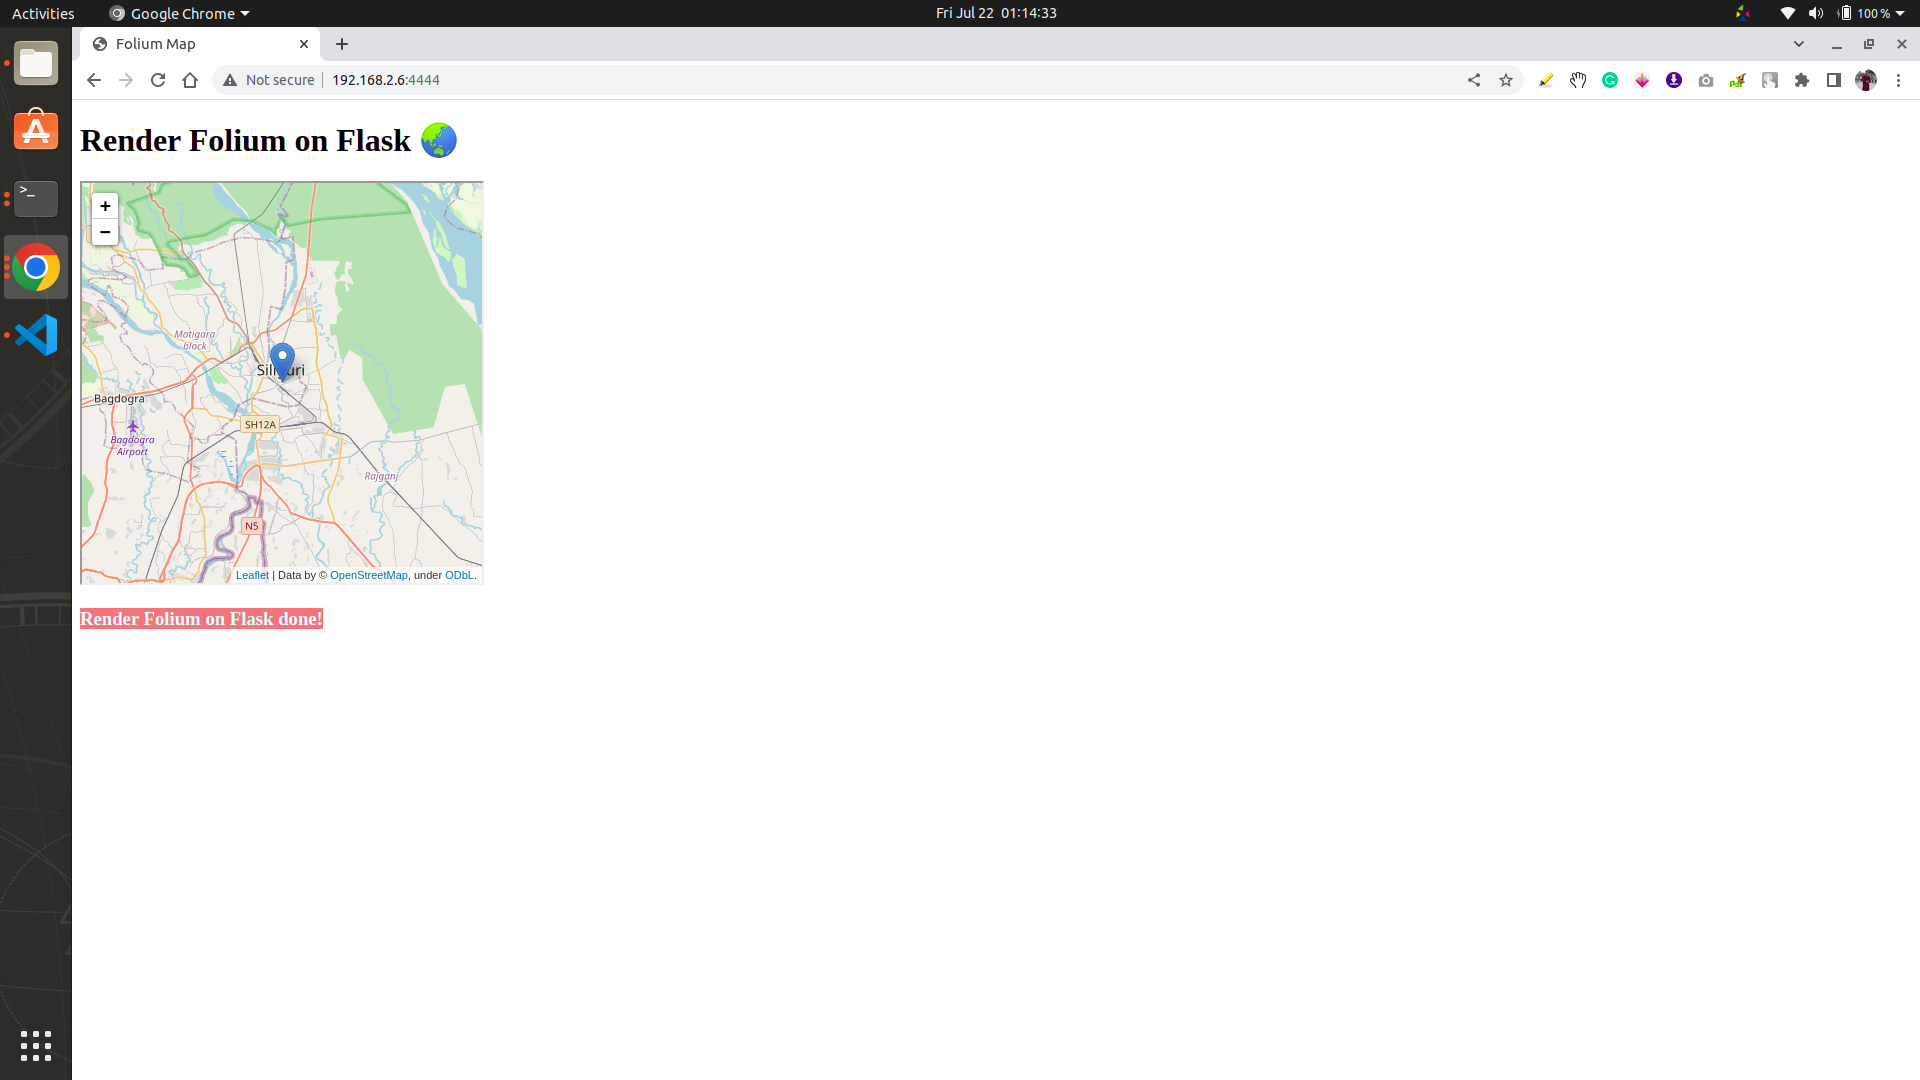 Activities
Google Chrome
Fri Jul 22 01:14:33
100 %
Folium Map
Not secure
192.168.2.6:4444
Render Folium on Flask 🌏
+
−
Matigara
block
Siliguri
Bagdogra
SH12A
Bagdogra
Airport
Rajganj
N5
Leaflet | Data by © OpenStreetMap, under ODbL.
Render Folium on Flask done!